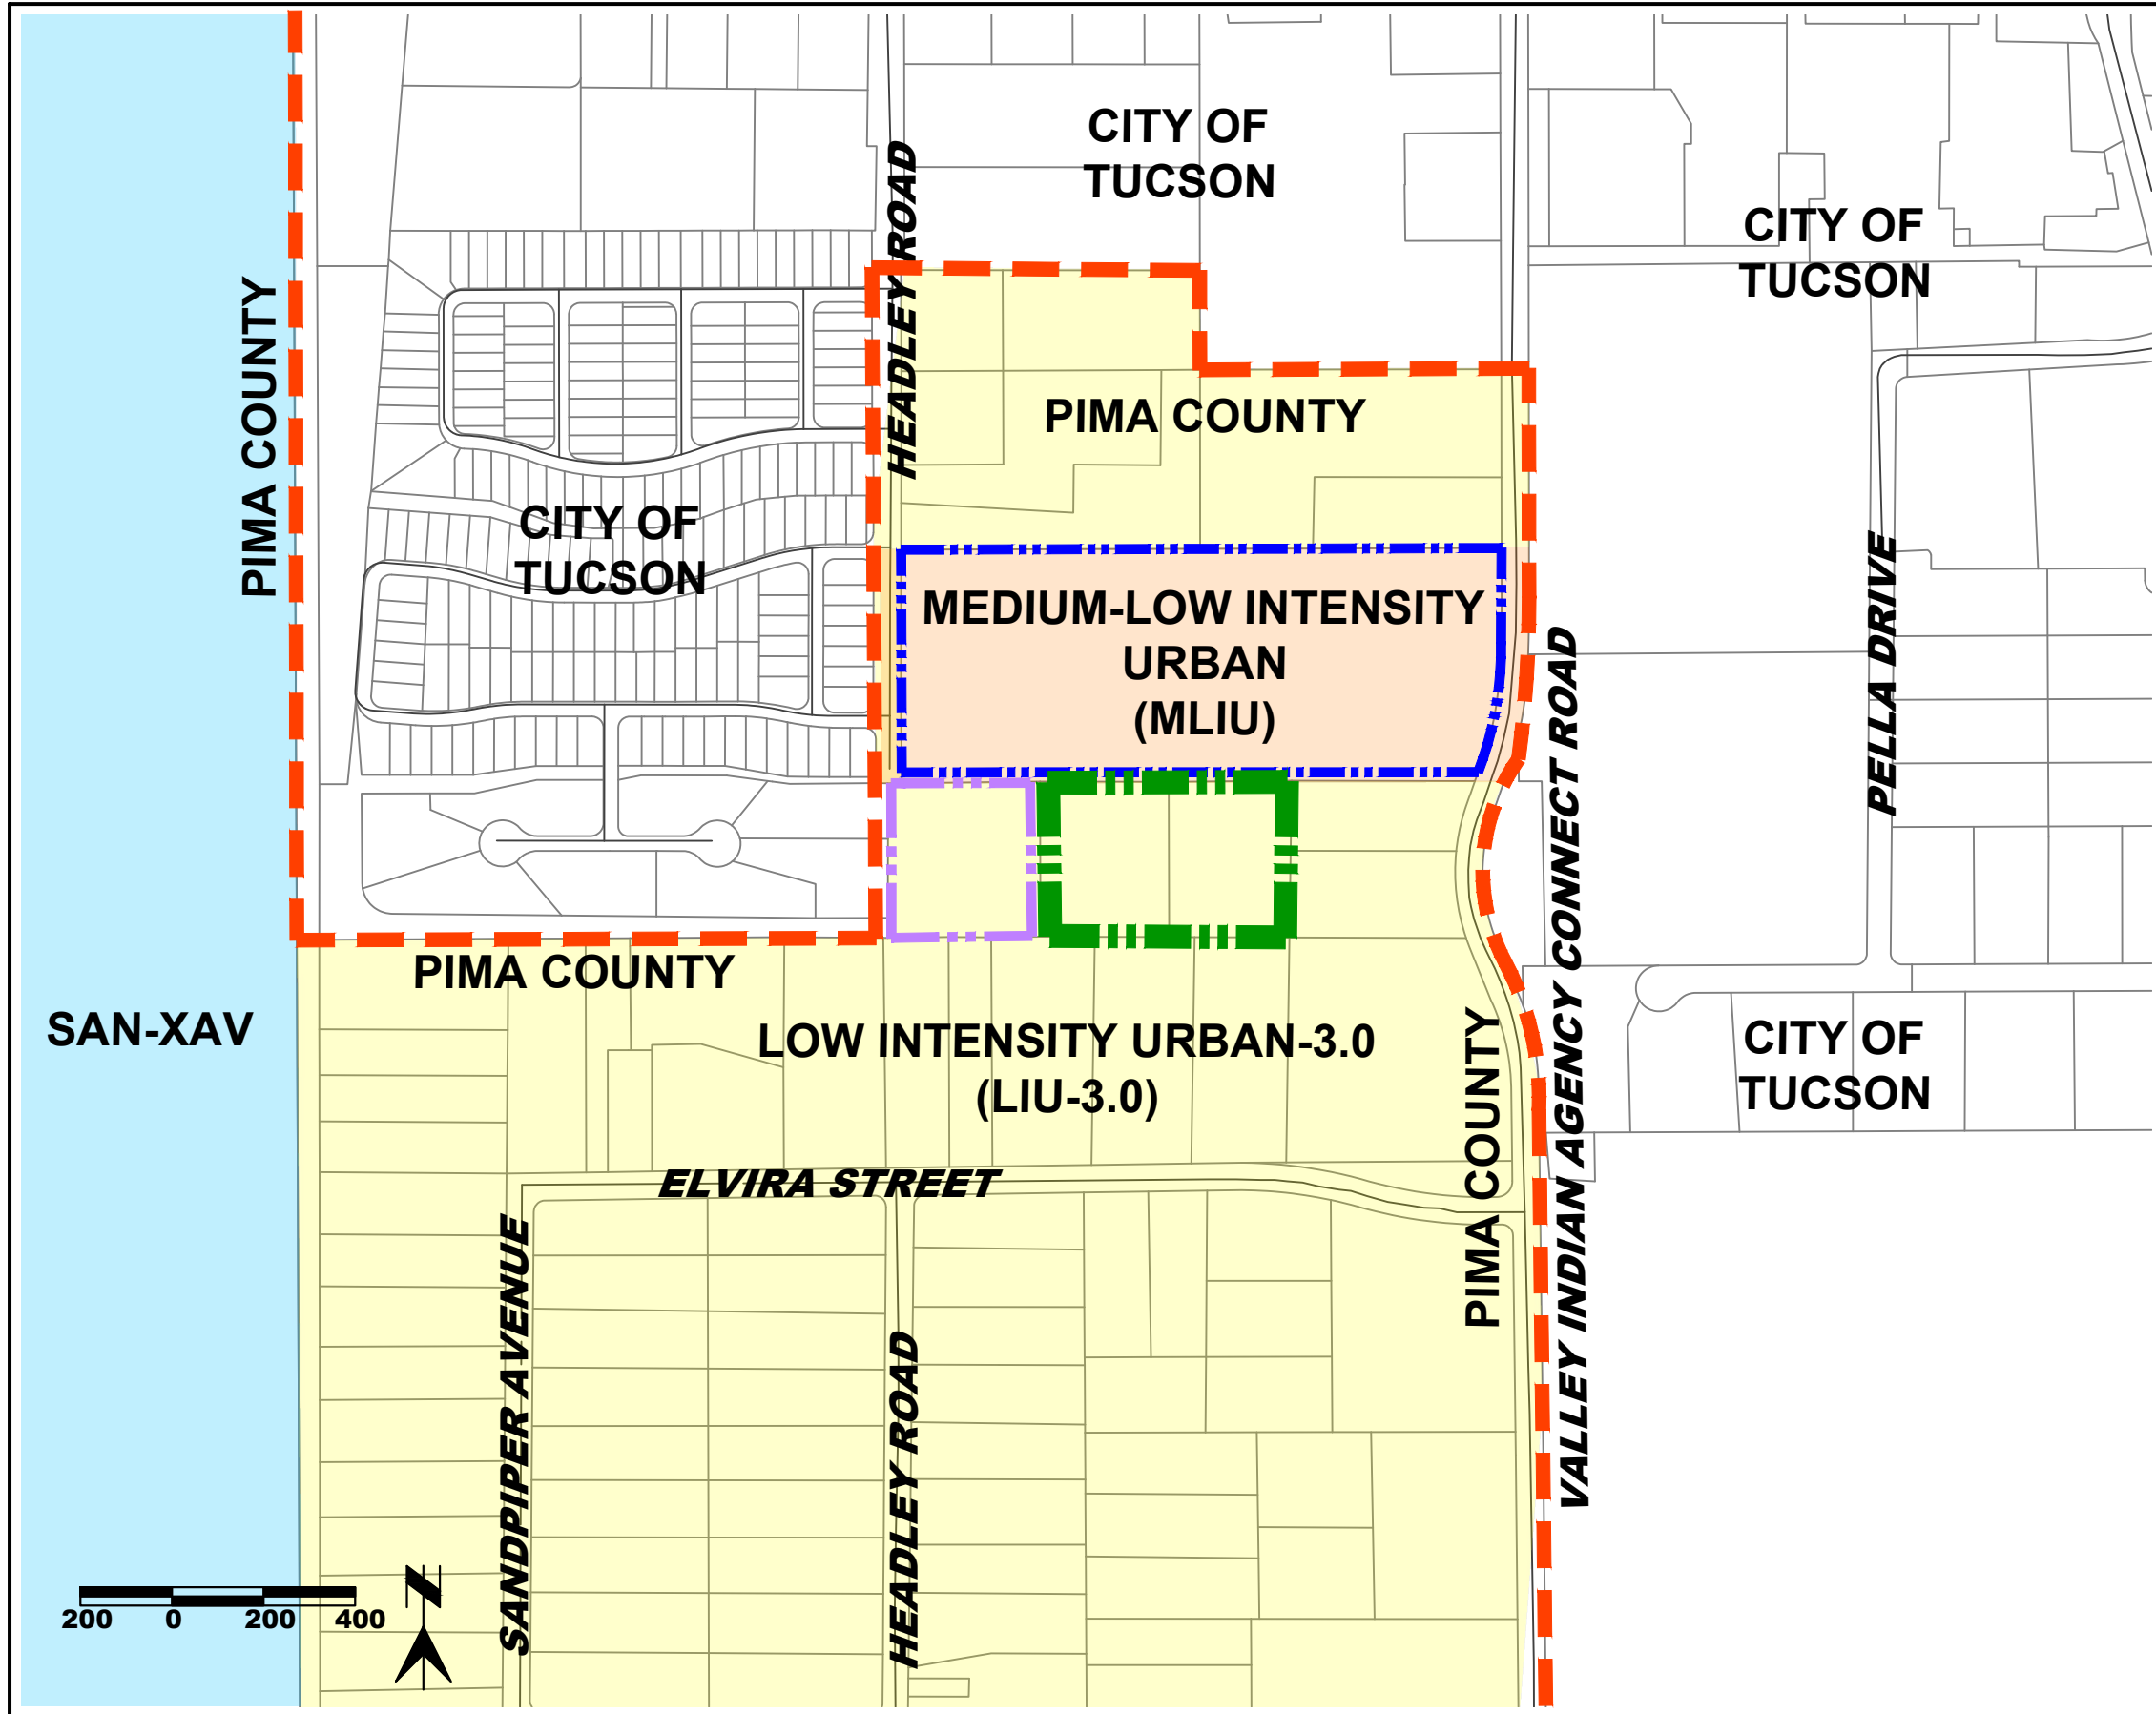 CITY OF
TUCSON
CITY OF
TUCSON
HEADLEY ROAD
PIMA COUNTY
PIMA COUNTY
CITY OF
TUCSON
MEDIUM-LOW INTENSITY
URBAN
(MLIU)
PELLA DRIVE
VALLEY INDIAN AGENCY CONNECT ROAD
PIMA COUNTY
SAN-XAV
LOW INTENSITY URBAN-3.0
(LIU-3.0)
PIMA COUNTY
CITY OF
TUCSON
ELVIRA STREET
SANDPIPER AVENUE
HEADLEY ROAD
N
200 0 200 400